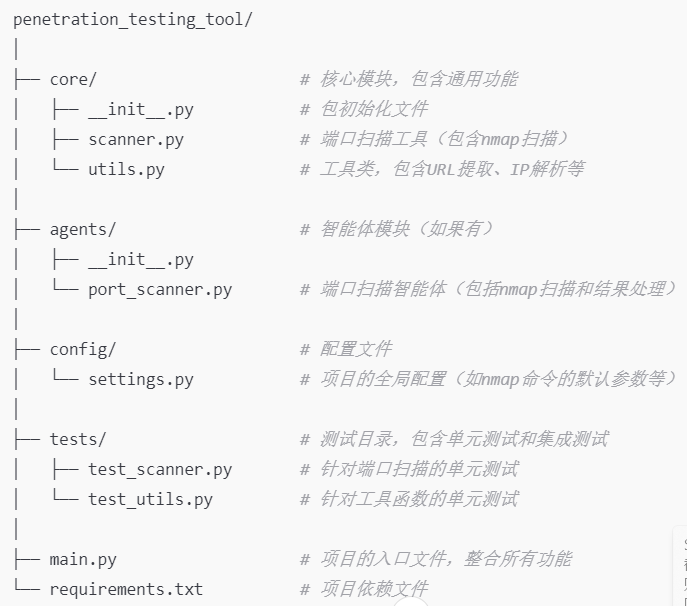 penetration_testing_tool/
│
├── core/ # 核心模块，包含通用功能
│ ├── __init__.py # 包初始化文件
│ ├── scanner.py # 端口扫描工具（包含nmap扫描）
│ └── utils.py # 工具类，包含URL提取、IP解析等
│
├── agents/ # 智能体模块（如果有）
│ ├── __init__.py
│ └── port_scanner.py # 端口扫描智能体（包括nmap扫描和结果处理）
│
├── config/ # 配置文件
│ └── settings.py # 项目的全局配置（如nmap命令的默认参数等）
│
├── tests/ # 测试目录，包含单元测试和集成测试
│ ├── test_scanner.py # 针对端口扫描的单元测试
│ └── test_utils.py # 针对工具函数的单元测试
│
├── main.py # 项目的入口文件，整合所有功能
└── requirements.txt # 项目依赖文件